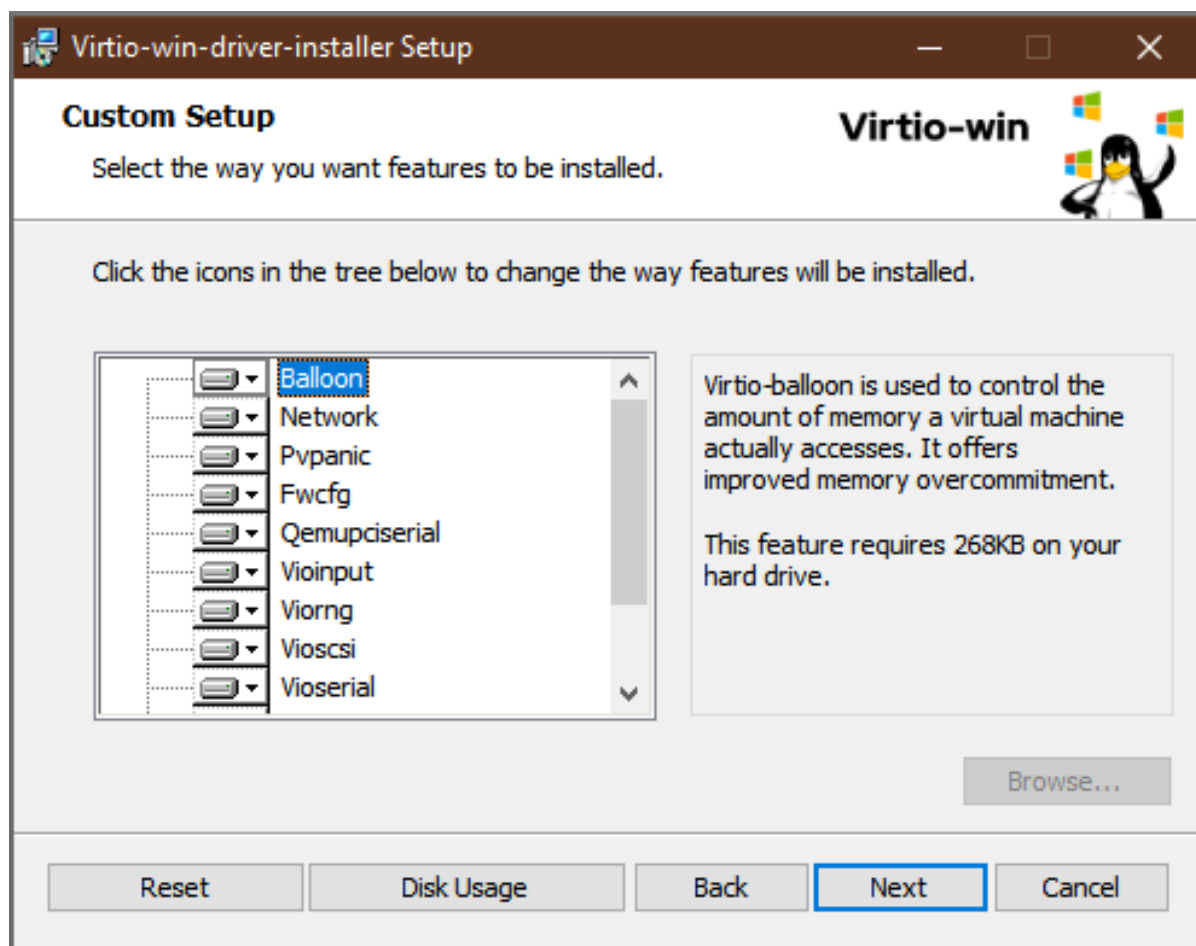 Virtio-win-driver-installer Setup
Custom Setup
Virtio-win
Select the way you want features to be installed.
Click the icons in the tree below to change the way features will be installed.
Balloon
Network
Pvpanic
Fwcfg
Qemupciserial
Vioinput
Viorng
Vioscsi
Vioserial
Virtio-balloon is used to control the
amount of memory a virtual machine
actually accesses. It offers
improved memory overcommitment.
This feature requires 268KB on your
hard drive.
Browse...
Reset
Disk Usage
Back
Next
Cancel